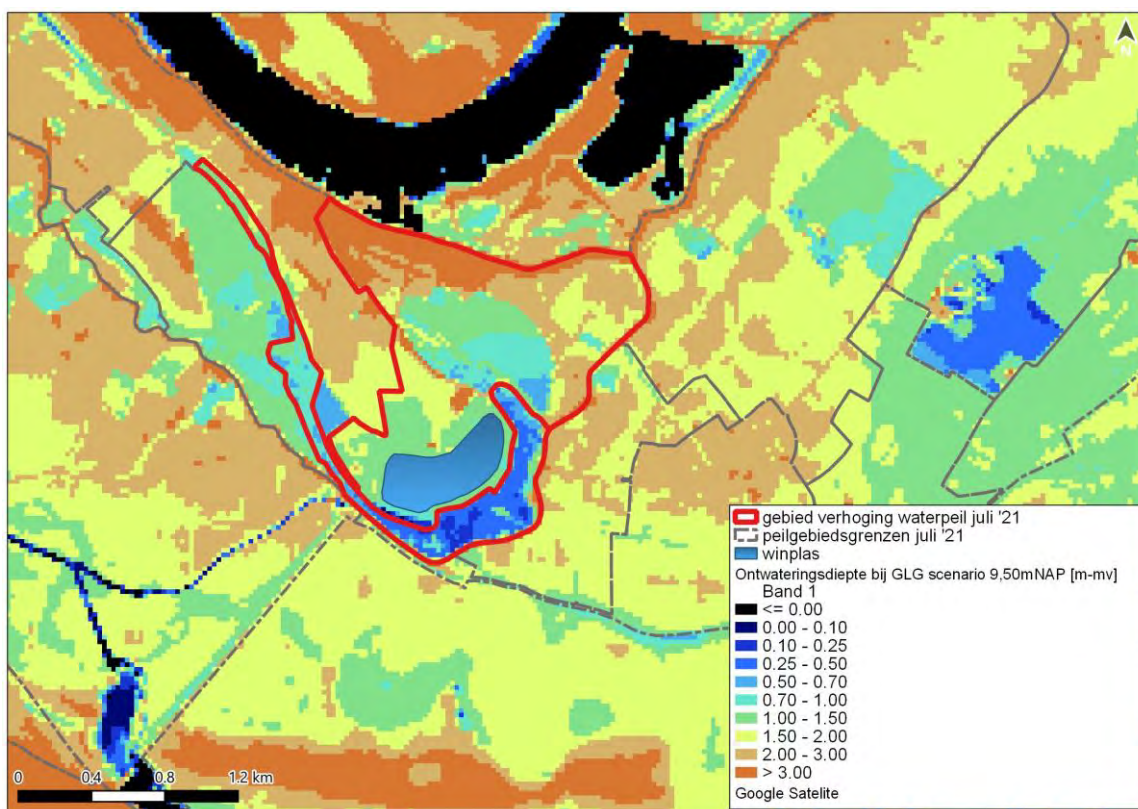 N
gebied verhoging waterpeil juli '21
peilgebiedsgrenzen juli '21
winplas
Ontwateringsdiepte bij GLG scenario 9,50mNAP [m-mv]
Band 1
<= 0.00
0.00 - 0.10
0.10 - 0.25
0.25 - 0.50
0.50 - 0.70
0.70 - 1.00
1.00 - 1.50
1.50 - 2.00
2.00 - 3.00
> 3.00
Google Satelite
0 0.4 0.8 1.2 km